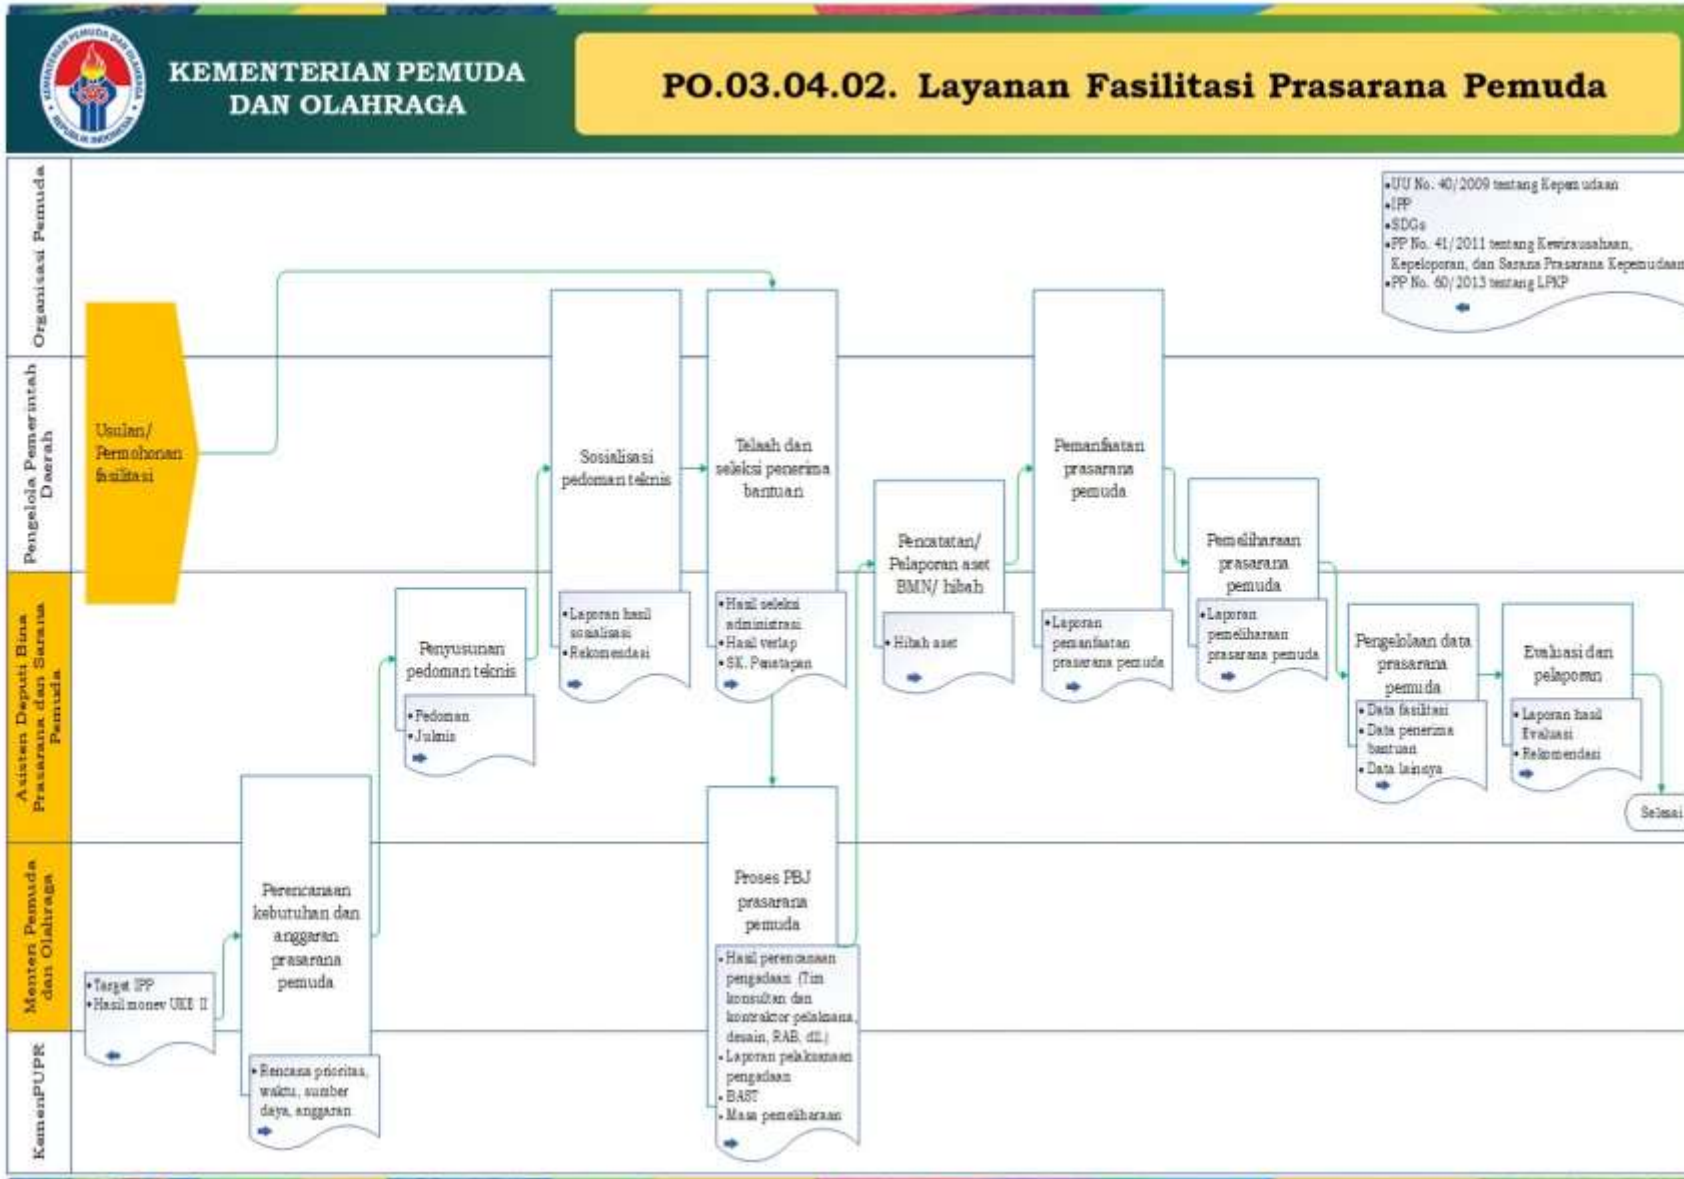 KEMENTERIAN PEMUDA DAN OLAHRAGA
REPUBLIK INDONESIA
KEMENTERIAN PEMUDA
DAN OLAHRAGA
PO.03.04.02. Layanan Fasilitasi Prasarana Pemuda
Organisasi Pemuda
•UU No. 40/2009 tentang Kepemudaan
•IPP
•SDGs
•PP No. 41/2011 tentang Kewirausahaan,
Kepeloporan, dan Sarana Prasarana Kepemudaan
•PP No. 60/2013 tentang LPKP
Pengelola Pemerintah
Daerah
Usulan/
Permohonan
fasilitasi
Sosialisasi
pedoman teknis
•Laporan hasil
sosialisasi
•Rekomendasi
Telaah dan
seleksi penerima
bantuan
•Hasil seleksi
administrasi
•Hasil verlap
•SK. Penetapan
Pencatatan/
Pelaporan aset
BMN/ hibah
•Hibah aset
Pemanfaatan
prasarana
pemuda
•Laporan
pemanfaatan
prasarana pemuda
Pemeliharaan
prasarana
pemuda
•Laporan
pemeliharaan
prasarana pemuda
Asisten Deputi Bina
Prasarana dan Sarana
Pemuda
Penyusunan
pedoman teknis
•Pedoman
•Juknis
Pengelolaan data
prasarana
pemuda
•Data fasilitasi
•Data penerima
bantuan
•Data lainsya
Evaluasi dan
pelaporan
•Laporan hasil
Evaluasi
•Rekomendasi
Selesai
Menteri Pemuda
dan Olahraga
•Target IPP
•Hasil monev UKE II
Perencanaan
kebutuhan dan
anggaran
prasarana
pemuda
•Rencana prioritas,
waktu, sumber
daya, anggaran
Proses PBJ
prasarana
pemuda
•Hasil perencanaan
pengadaan (Tim
konsultan dan
kontraktor pelaksana,
desain, RAB, dll.)
•Laporan pelaksanaan
pengadaan
•BAST
•Masa pemeliharaan
KemenPUPR